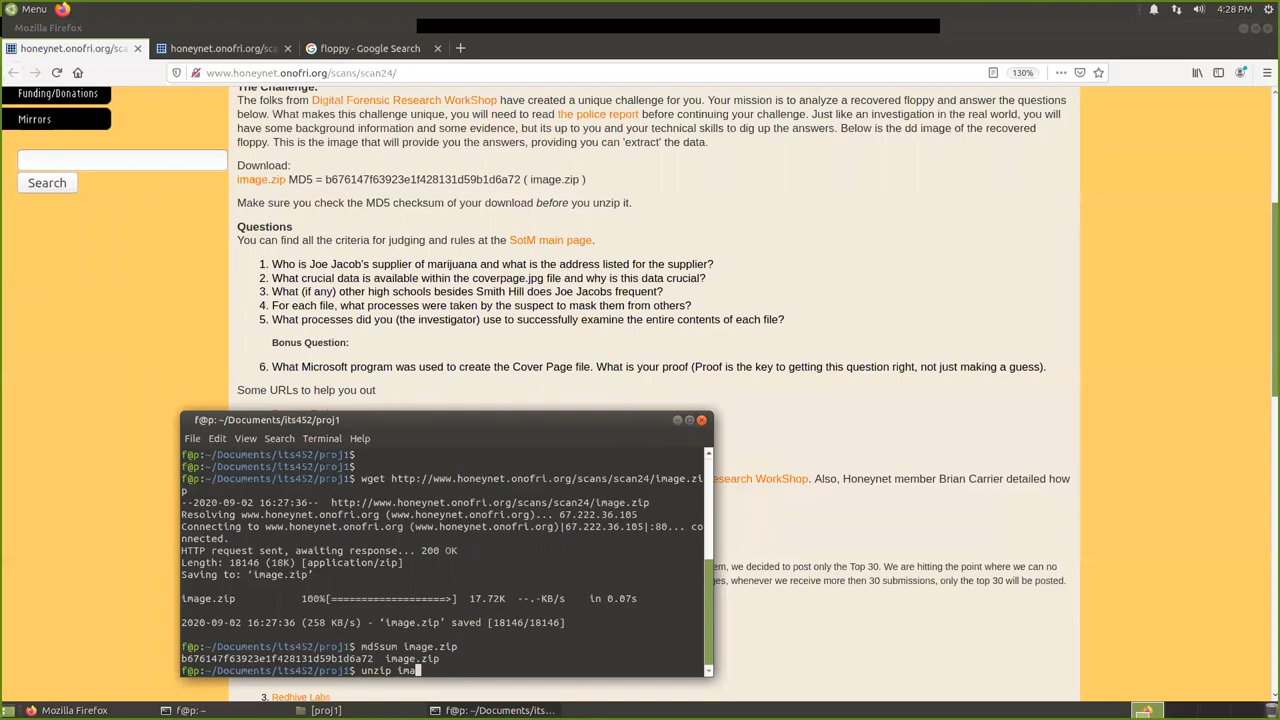 Menu
4:28 PM
Mozilla Firefox
honeynet.onofri.org/sca
honeynet.onofri.org/sca
floppy - Google Search
www.honeynet.onofri.org/scans/scan24/
130%
Funding/Donations
Mirrors
Search
The Challenge:
The folks from Digital Forensic Research WorkShop have created a unique challenge for you. Your mission is to analyze a recovered floppy and answer the questions
below. What makes this challenge unique, you will need to read the police report before continuing your challenge. Just like an investigation in the real world, you will
have some background information and some evidence, but its up to you and your technical skills to dig up the answers. Below is the dd image of the recovered
floppy. This is the image that will provide you the answers, providing you can 'extract' the data.
Download:
image.zip MD5 = b676147f63923e1f428131d59b1d6a72 ( image.zip )
Make sure you check the MD5 checksum of your download before you unzip it.
Questions
You can find all the criteria for judging and rules at the SotM main page.
1. Who is Joe Jacob's supplier of marijuana and what is the address listed for the supplier?
2. What crucial data is available within the coverpage.jpg file and why is this data crucial?
3. What (if any) other high schools besides Smith Hill does Joe Jacobs frequent?
4. For each file, what processes were taken by the suspect to mask them from others?
5. What processes did you (the investigator) use to successfully examine the entire contents of each file?
Bonus Question:
6. What Microsoft program was used to create the Cover Page file. What is your proof (Proof is the key to getting this question right, not just making a guess).
Some URLs to help you out
f@p: ~/Documents/its452/proj1
File Edit View Search Terminal Help
f@p:~/Documents/its452/proj1$
f@p:~/Documents/its452/proj1$
f@p:~/Documents/its452/proj1$ wget http://www.honeynet.onofri.org/scans/scan24/image.zi
p
--2020-09-02 16:27:36-- http://www.honeynet.onofri.org/scans/scan24/image.zip
Resolving www.honeynet.onofri.org (www.honeynet.onofri.org)... 67.222.36.105
Connecting to www.honeynet.onofri.org (www.honeynet.onofri.org)|67.222.36.105|:80... co
nnected.
HTTP request sent, awaiting response... 200 OK
Length: 18146 (18K) [application/zip]
Saving to: ‘image.zip’
image.zip 100%[===================>] 17.72K --.-KB/s in 0.07s
2020-09-02 16:27:36 (258 KB/s) - ‘image.zip’ saved [18146/18146]
f@p:~/Documents/its452/proj1$ md5sum image.zip
b676147f63923e1f428131d59b1d6a72 image.zip
f@p:~/Documents/its452/proj1$ unzip ima
esearch WorkShop. Also, Honeynet member Brian Carrier detailed how
em, we decided to post only the Top 30. We are hitting the point where we can no
ges, whenever we receive more then 30 submissions, only the top 30 will be posted.
3. Redhive Labs
Menu
Mozilla Firefox
f@p: ~
[proj1]
f@p: ~/Documents/its...